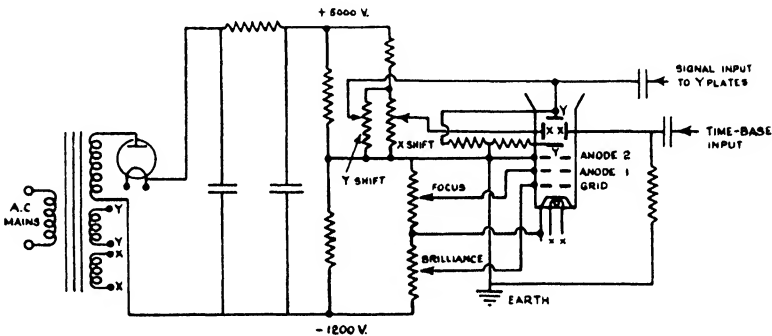 + 5000 V.
SIGNAL INPUT
TO Y PLATES
Y
X X
Y
X SHIFT
Y SHIFT
TIME-BASE
INPUT
ANODE 2
ANODE 1
GRID
FOCUS
A.C
MAINS
Y
Y
X
X
X X
BRILLIANCE
EARTH
- 1200 V.